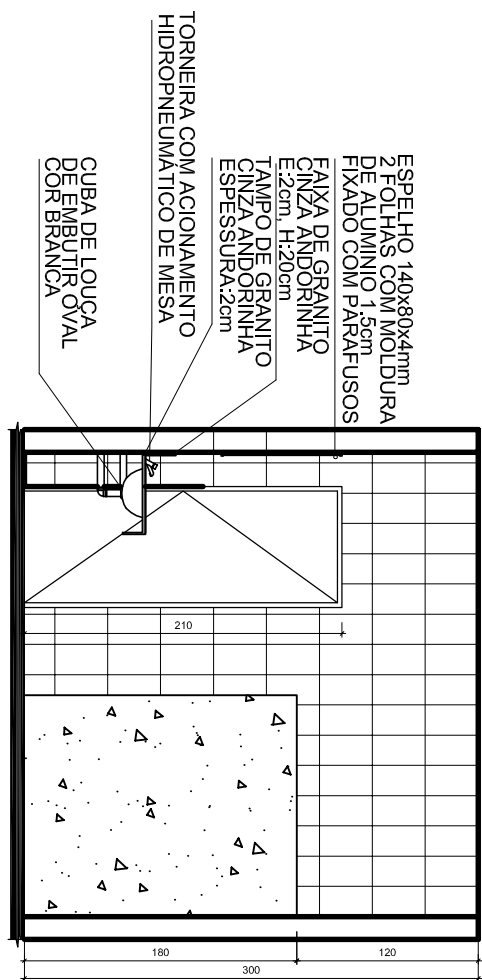 ESPELHO 140x80x4mm
2 FOLHAS COM MOLDURA
DE ALUMÍNIO 1.5cm
FIXADO COM PARAFUSOS
FAIXA DE GRANITO
CINZA ANDORINHA
E:2cm, H:20cm
TAMPO DE GRANITO
CINZA ANDORINHA
ESPESSURA:2cm
TORNEIRA COM ACIONAMENTO
HIDROPNEUMÁTICO DE MESA
CUBA DE LOUÇA
DE EMBUTIR OVAL
COR BRANCA
210
180
120
300